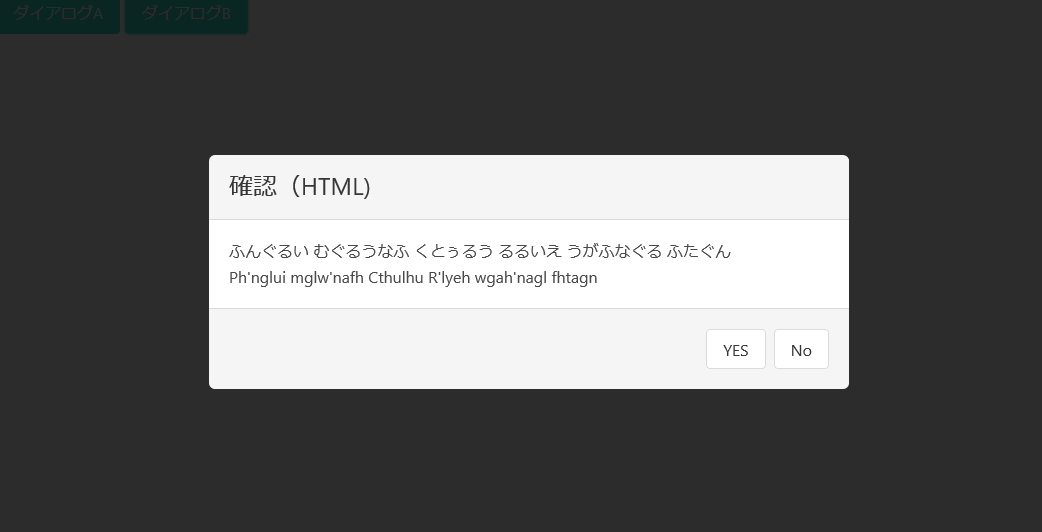 ダイアログA ダイアログB
確認（HTML)
ふんぐるい むぐるうなふ くとぅるう るるいえ うがふなぐる ふたぐん
Ph'nglui mglw'nafh Cthulhu R'lyeh wgah'nagl fhtagn
YES No